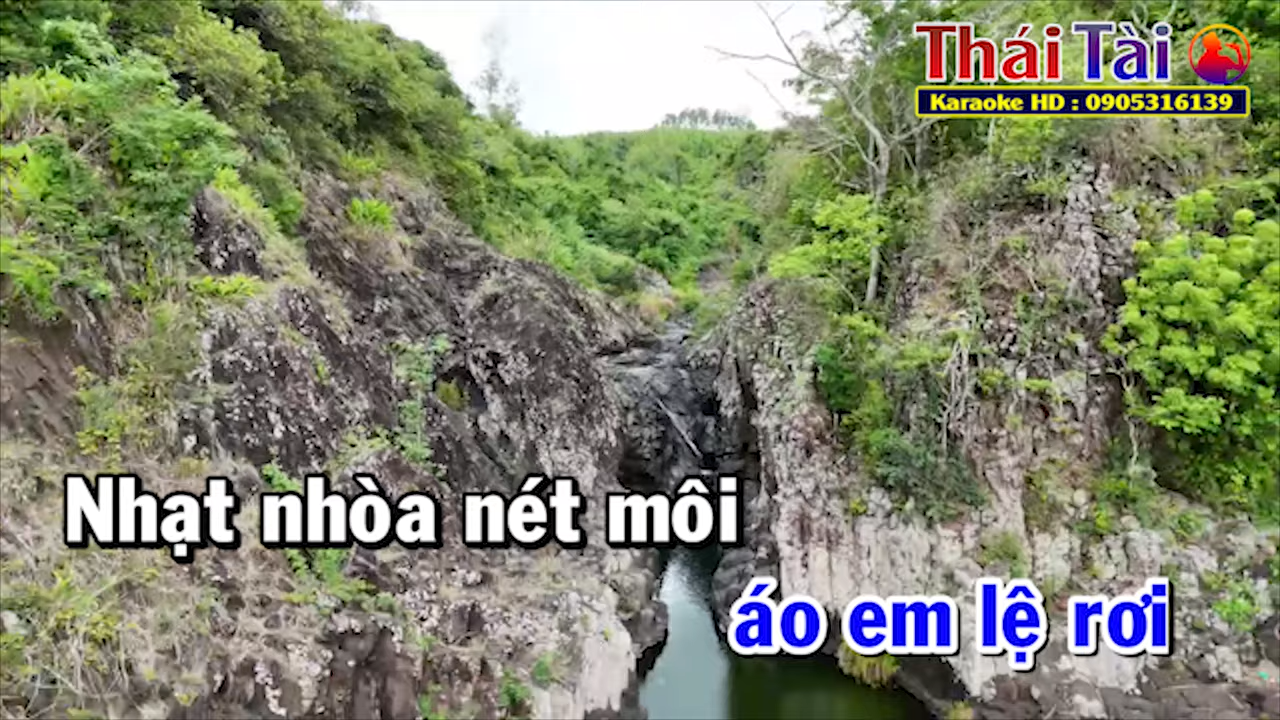 Thái Tài
Karaoke HD : 0905316139
Nhạt nhòa nét môi
áo em lệ rơi